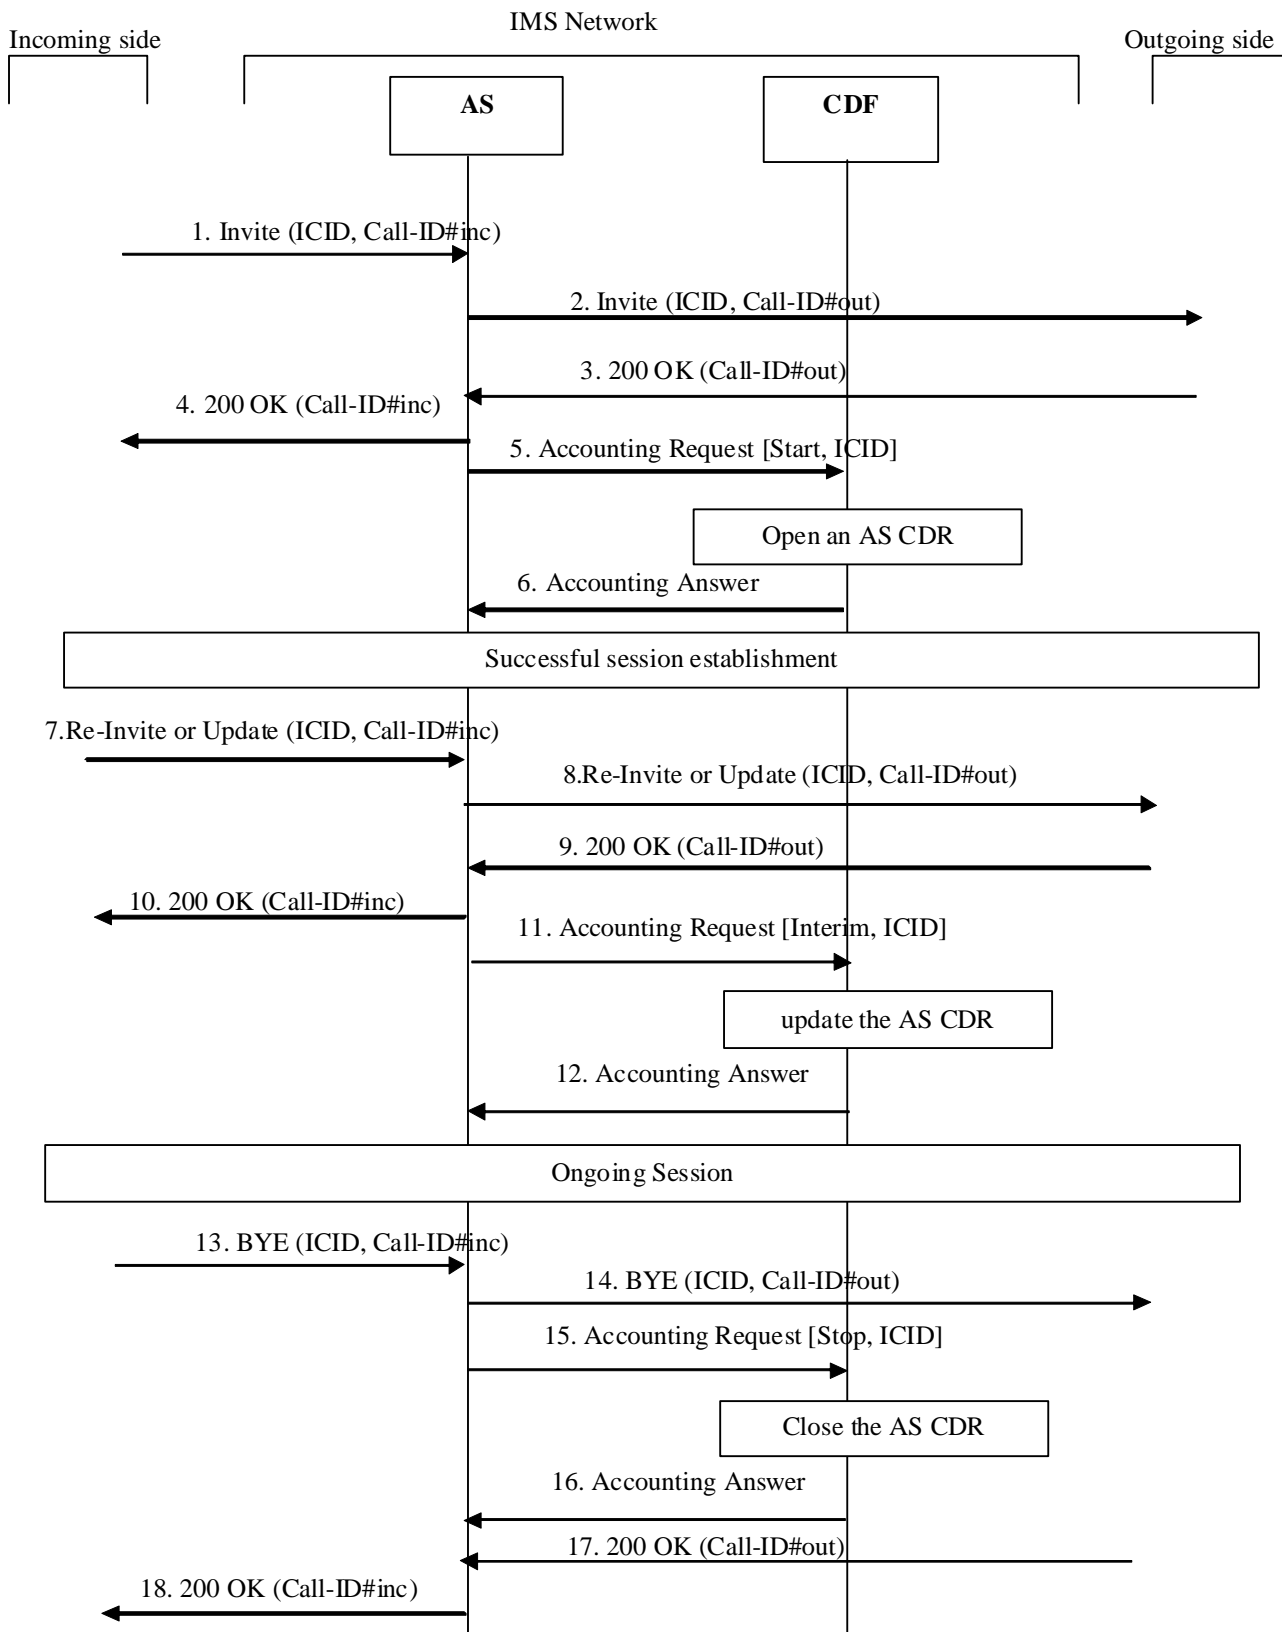 IMS Network
Incoming side
Outgoing side
AS
CDF
1. Invite (ICID, Call-ID#inc)
2. Invite (ICID, Call-ID#out)
3. 200 OK (Call-ID#out)
4. 200 OK (Call-ID#inc)
5. Accounting Request [Start, ICID]
Open an AS CDR
6. Accounting Answer
Successful session establishment
7.Re-Invite or Update (ICID, Call-ID#inc)
8.Re-Invite or Update (ICID, Call-ID#out)
9. 200 OK (Call-ID#out)
10. 200 OK (Call-ID#inc)
11. Accounting Request [Interim, ICID]
update the AS CDR
12. Accounting Answer
Ongoing Session
13. BYE (ICID, Call-ID#inc)
14. BYE (ICID, Call-ID#out)
15. Accounting Request [Stop, ICID]
Close the AS CDR
16. Accounting Answer
17. 200 OK (Call-ID#out)
18. 200 OK (Call-ID#inc)